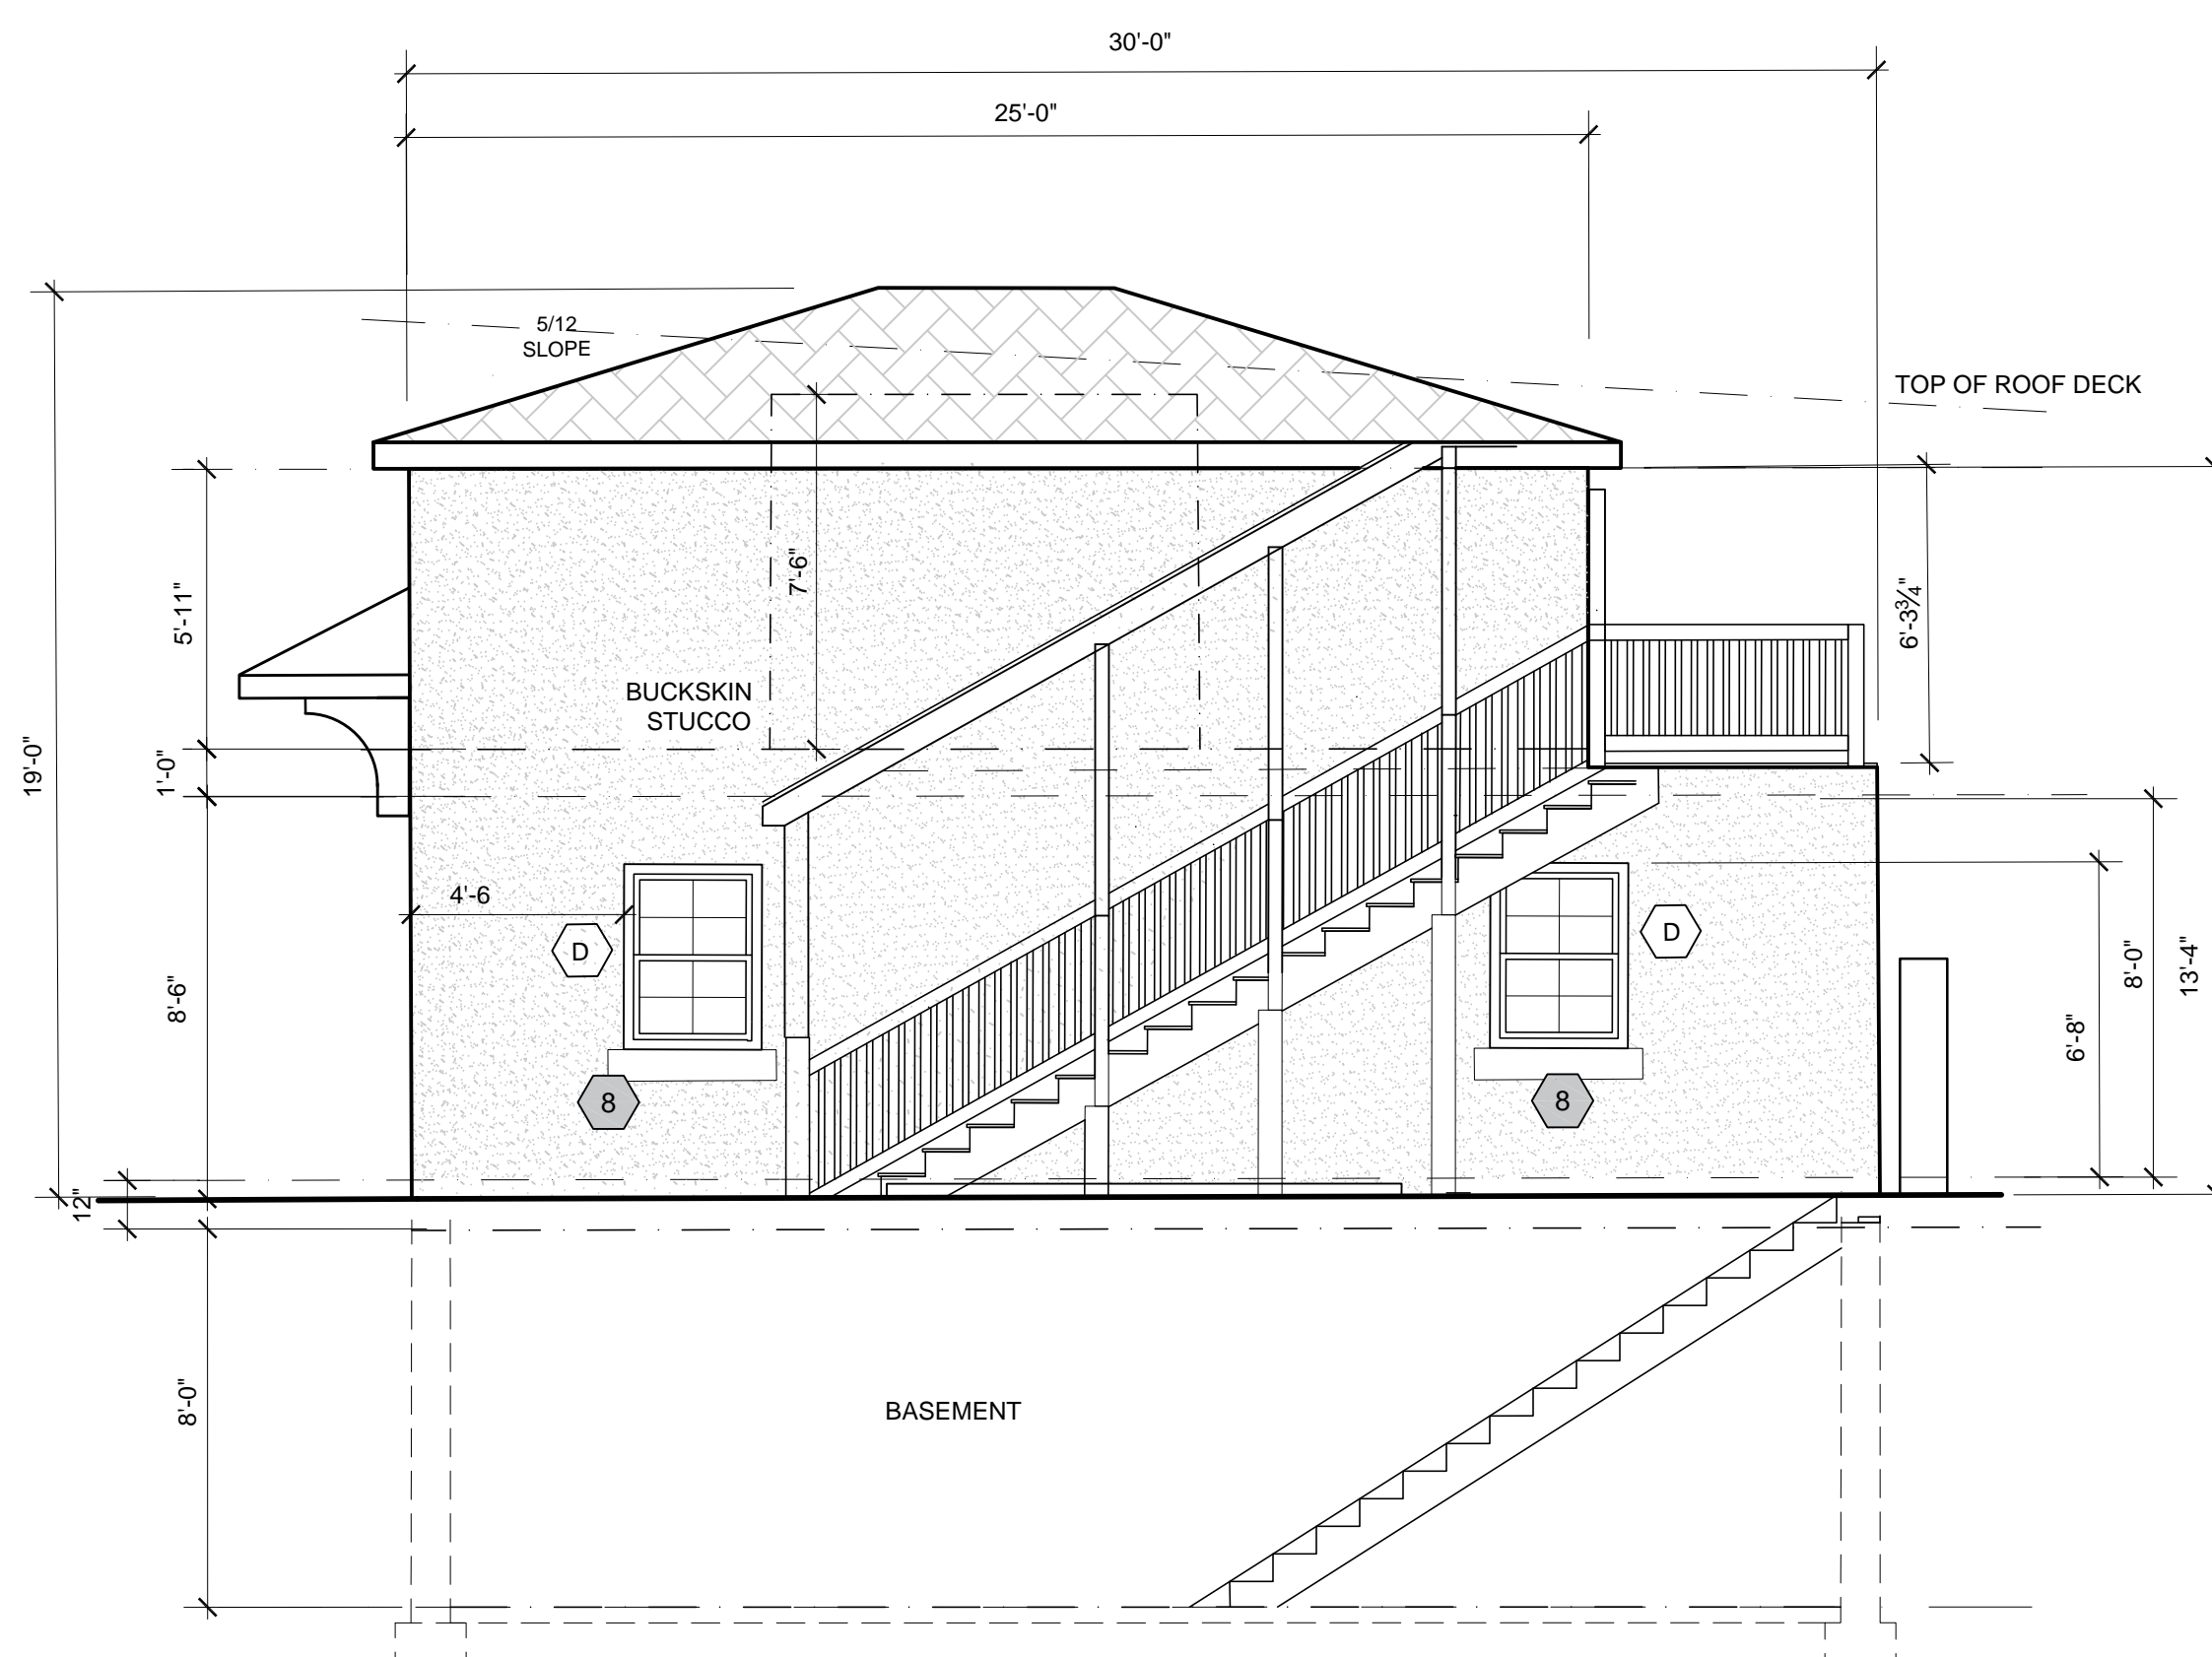 30'-0"
25'-0"
5/12
SLOPE
TOP OF ROOF DECK
7'-6"
5'-11"
6'-3¾"
BUCKSKIN
STUCCO
19'-0"
1'-0"
4'-6
D
D
8'-6"
8'-0"
13'-4"
6'-8"
8
8
12"
8'-0"
BASEMENT